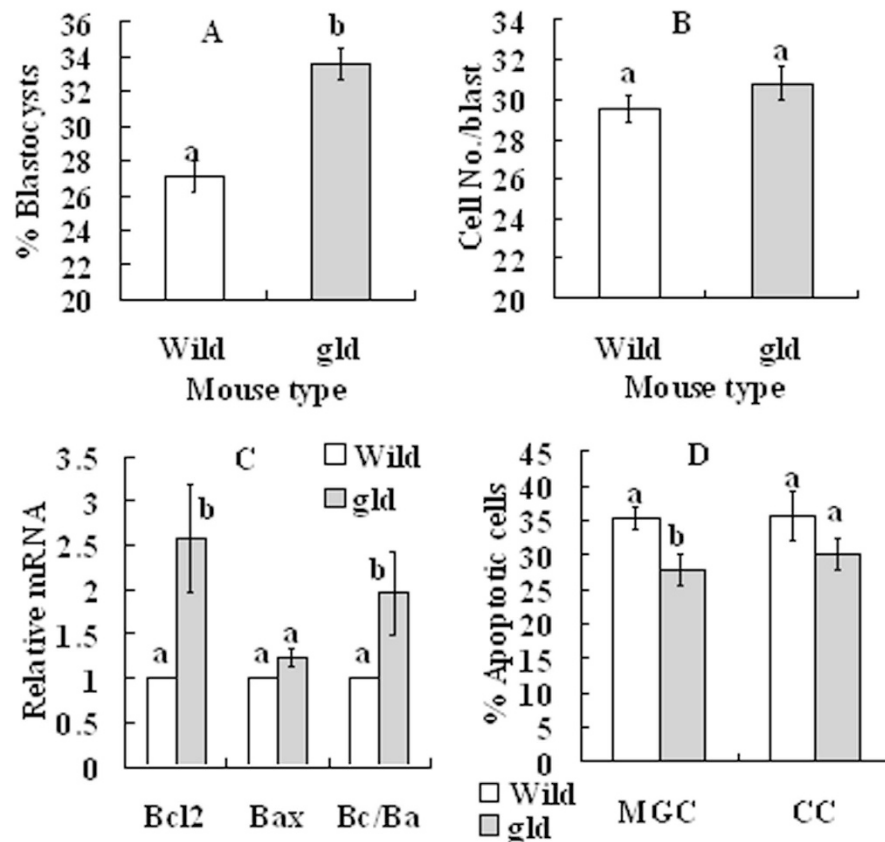 A
% Blastocysts
36
34
32
30
28
26
24
22
20
a
b
Wild gld
Mouse type
B
Cell No./blast
34
32
30
28
26
24
22
20
a
a
Wild gld
Mouse type
C
Wild
gld
Relative mRNA
3.5
3
2.5
2
1.5
1
0.5
0
a b
a a
a b
Bcl2 Bax Bc/Ba
D
% Apoptotic cells
45
40
35
30
25
20
15
10
5
0
a b
a a
MGC CC
Wild
gld